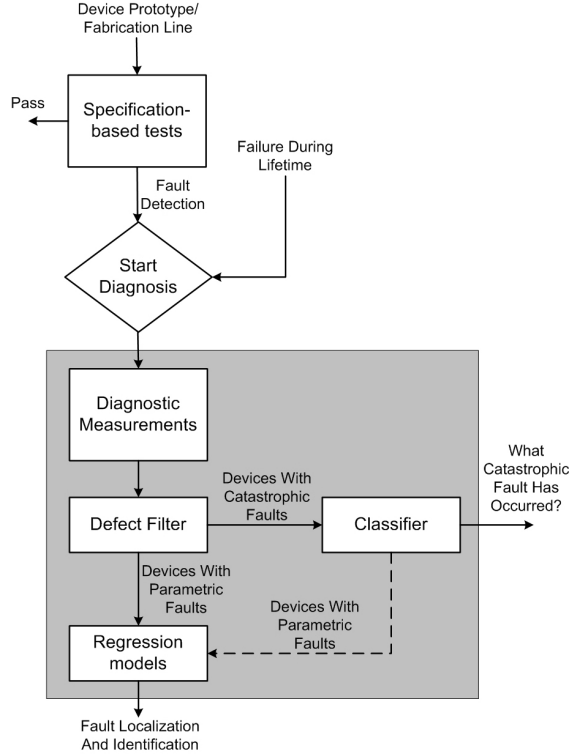 Device Prototype/
Fabrication Line
Pass
Specification-
based tests
Failure During
Lifetime
Fault
Detection
Start
Diagnosis
Diagnostic
Measurements
What
Catastrophic
Fault Has
Occurred?
Devices With
Catastrophic
Faults
Defect Filter
Classifier
Devices With
Parametric
Faults
Devices With
Parametric
Faults
Regression
models
Fault Localization
And Identification